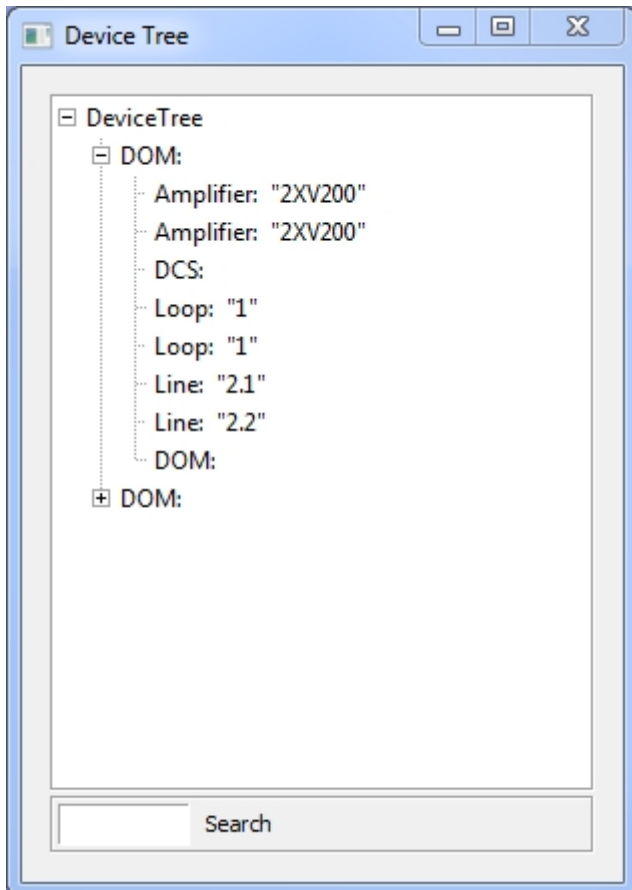 Device Tree
DeviceTree
DOM:
Amplifier: "2XV200"
Amplifier: "2XV200"
DCS:
Loop: "1"
Loop: "1"
Line: "2.1"
Line: "2.2"
DOM:
DOM:
Search